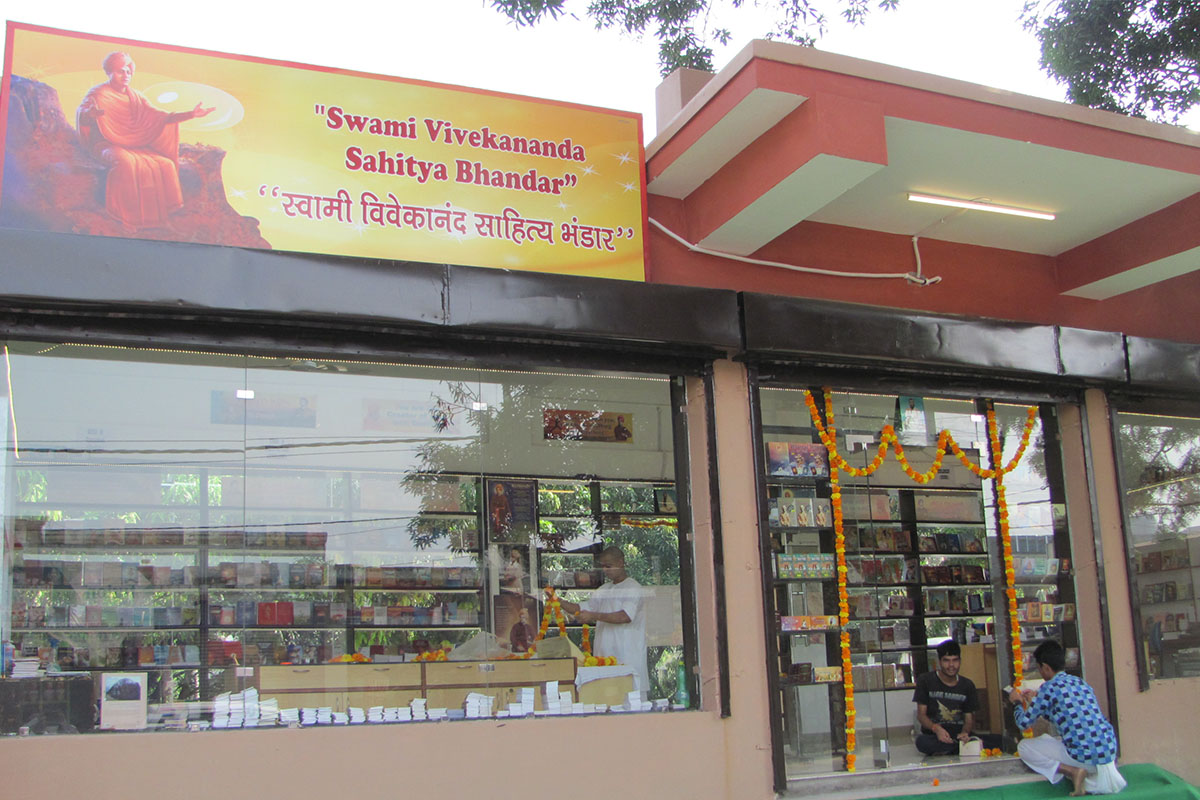 "Swami Vivekananda
Sahitya Bhandar”
‘‘स्वामी विवेकानंद साहित्य भंडार’’